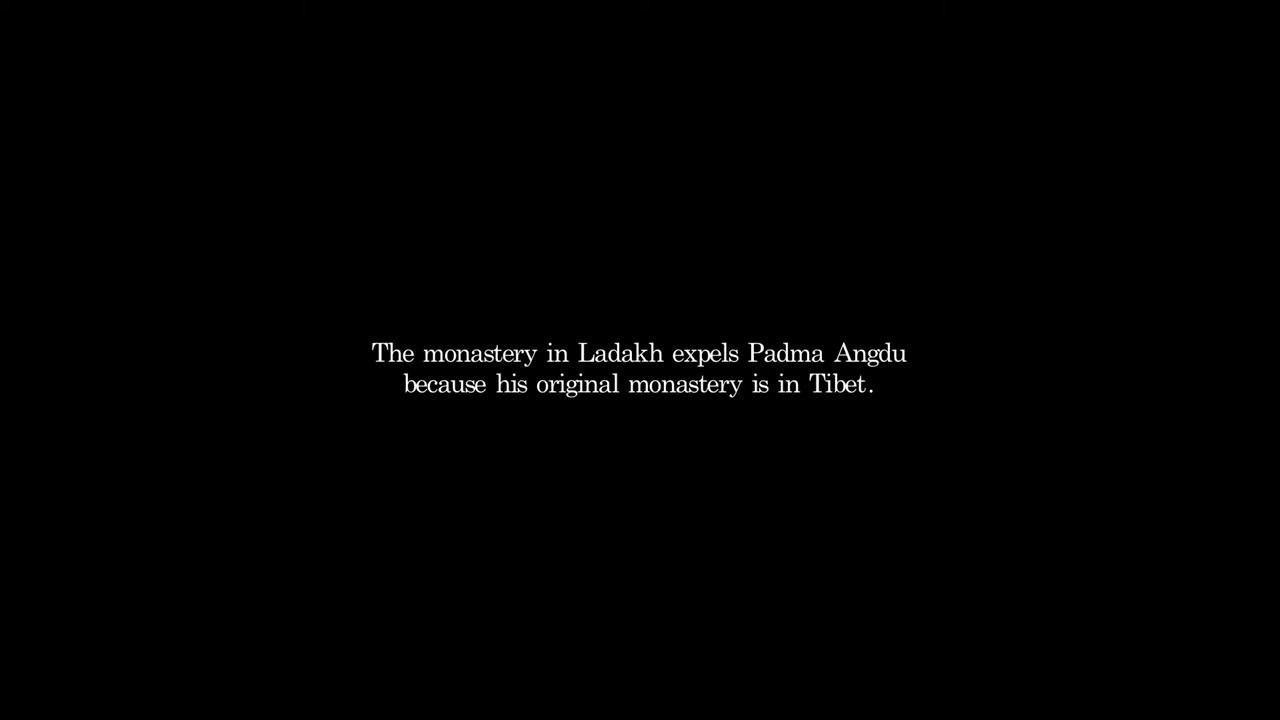 The monastery in Ladakh expels Padma Angdu
because his original monastery is in Tibet.